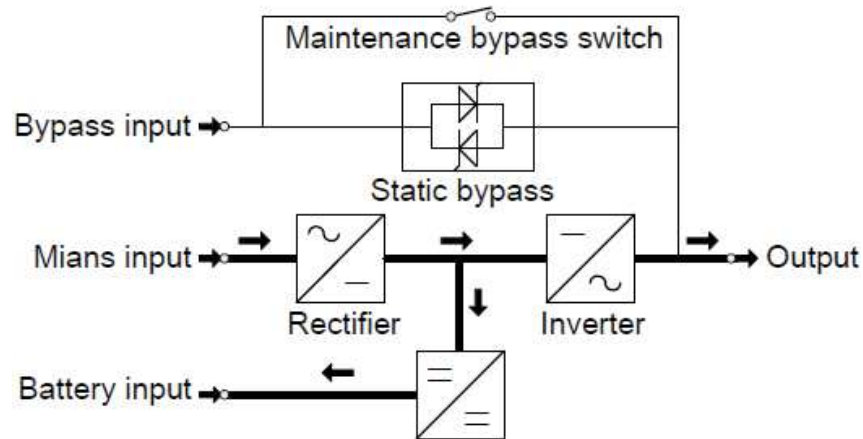 Maintenance bypass switch
Bypass input
Static bypass
Mians input
Output
Rectifier
Inverter
Battery input